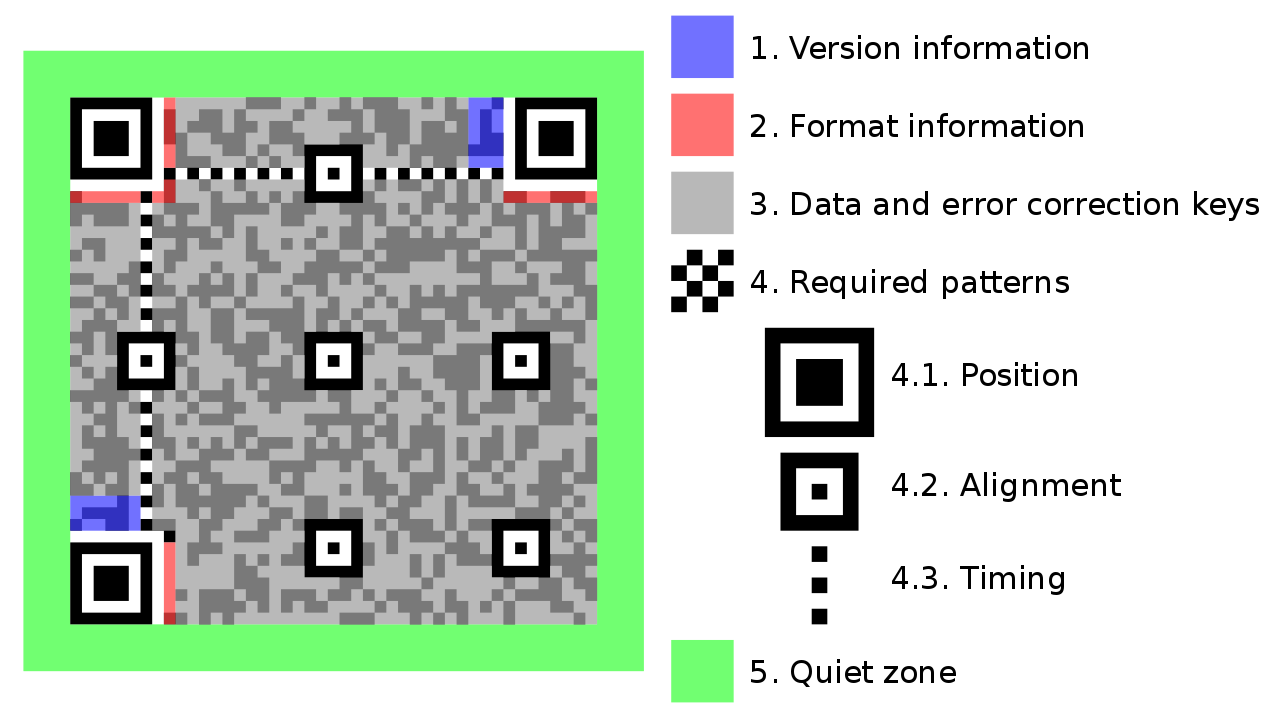 1. Version information
2. Format information
3. Data and error correction keys
4. Required patterns
4.1. Position
4.2. Alignment
4.3. Timing
5. Quiet zone